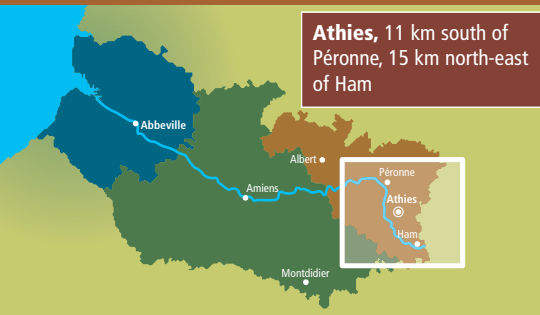 Athies, 11 km south of
Péronne, 15 km north-east
of Ham
Abbeville
Albert
Péronne
Amiens
Athies
Ham
Montdidier